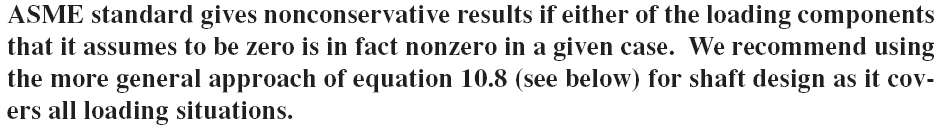 ASME standard gives nonconservative results if either of the loading components
that it assumes to be zero is in fact nonzero in a given case. We recommend using
the more general approach of equation 10.8 (see below) for shaft design as it cov-
ers all loading situations.